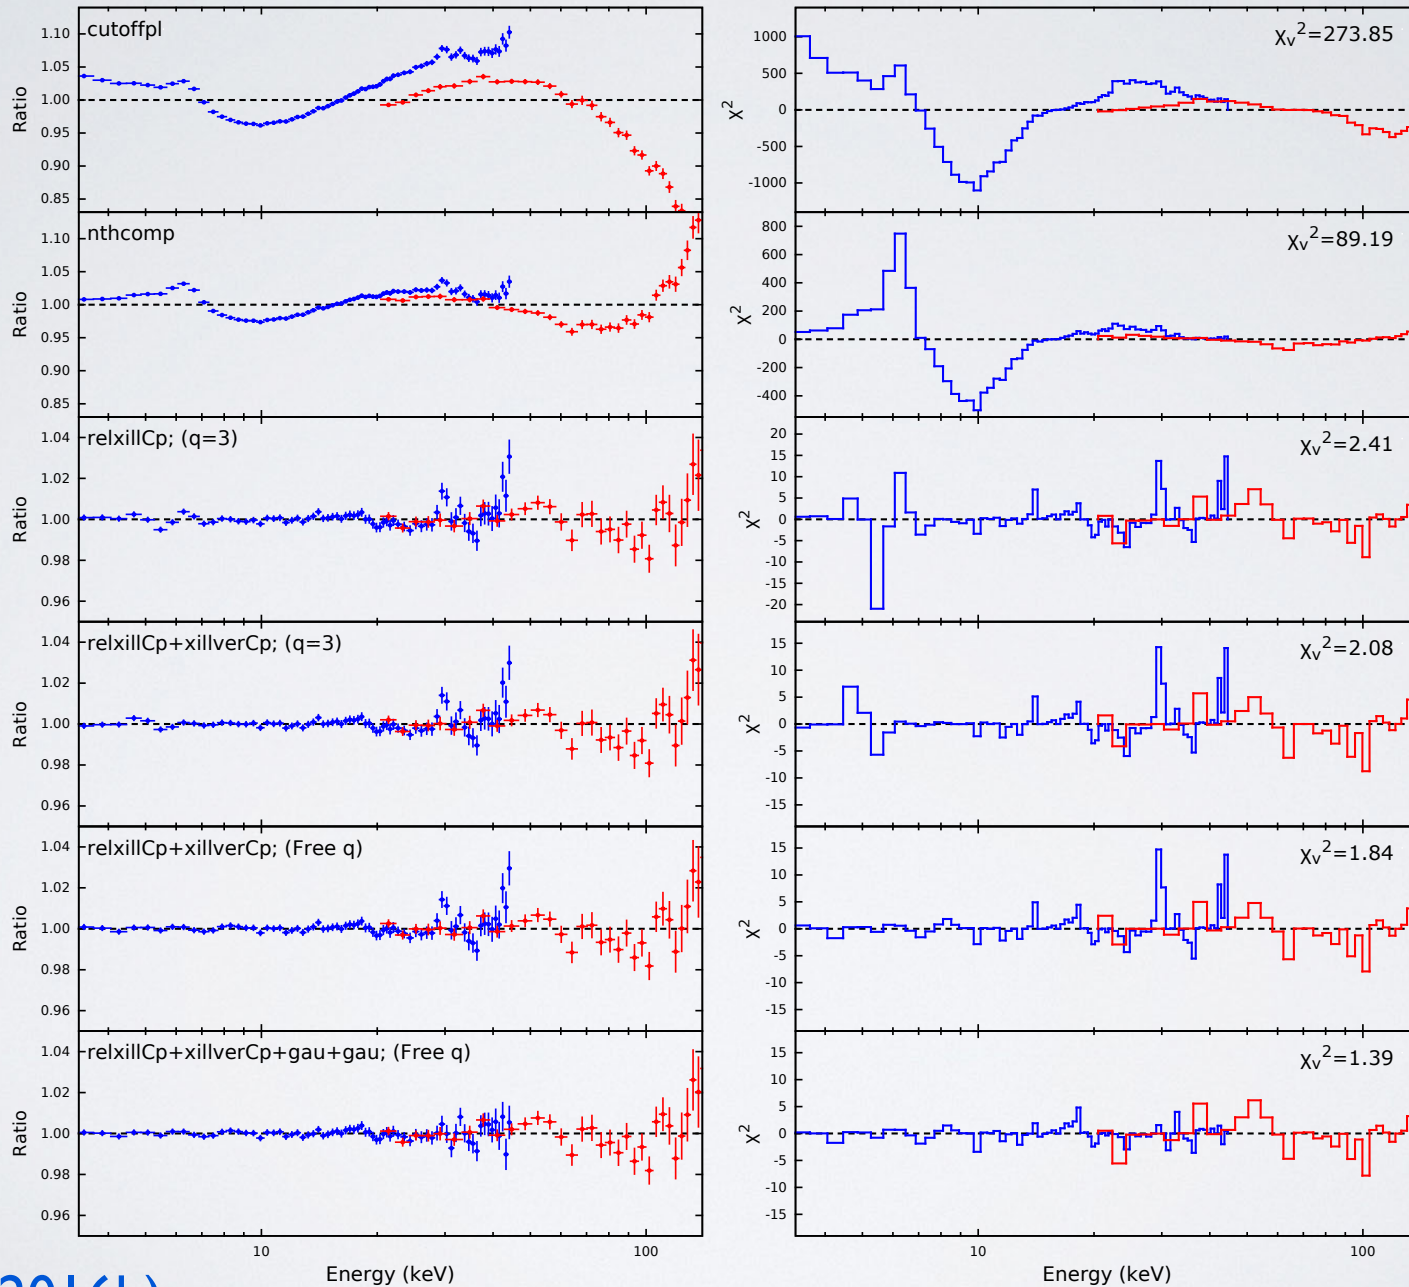 cutoffpl
1.10
1.05
1.00
0.95
0.90
0.85
Ratio
χν²=273.85
1000
500
0
-500
-1000
χ²
nthcomp
1.10
1.05
1.00
0.95
0.90
0.85
Ratio
χν²=89.19
800
600
400
200
0
-200
-400
χ²
relxillCp; (q=3)
1.04
1.02
1.00
0.98
0.96
Ratio
χν²=2.41
20
15
10
5
0
-5
-10
-15
-20
χ²
relxillCp+xillverCp; (q=3)
1.04
1.02
1.00
0.98
0.96
Ratio
χν²=2.08
15
10
5
0
-5
-10
-15
χ²
relxillCp+xillverCp; (Free q)
1.04
1.02
1.00
0.98
0.96
Ratio
χν²=1.84
15
10
5
0
-5
-10
-15
χ²
relxillCp+xillverCp+gau+gau; (Free q)
1.04
1.02
1.00
0.98
0.96
Ratio
χν²=1.39
15
10
5
0
-5
-10
-15
χ²
10 100
Energy (keV)
10 100
Energy (keV)